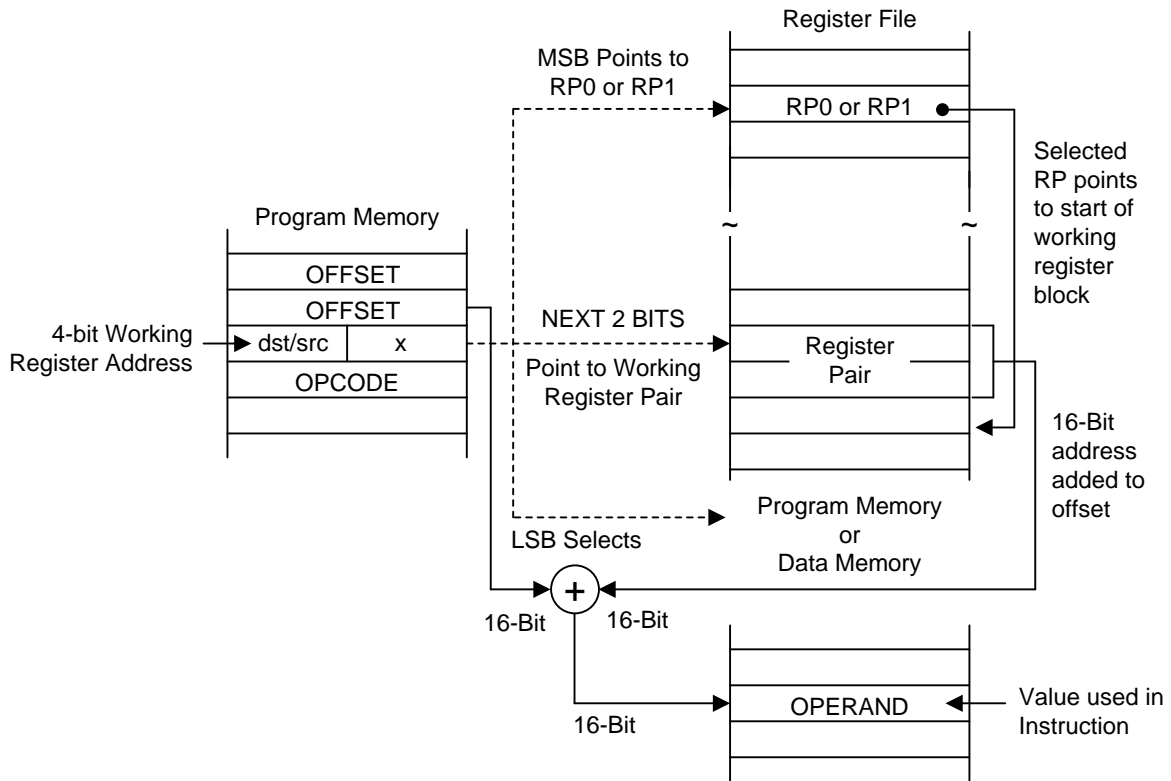 Register File
MSB Points to
RP0 or RP1
RP0 or RP1
Selected
RP points
to start of
working
register
block
~
~
Program Memory
OFFSET
OFFSET
4-bit Working
Register Address
dst/src
x
OPCODE
NEXT 2 BITS
Point to Working
Register Pair
Register
Pair
16-Bit
address
added to
offset
LSB Selects
Program Memory
or
Data Memory
+
16-Bit
16-Bit
16-Bit
OPERAND
Value used in
Instruction